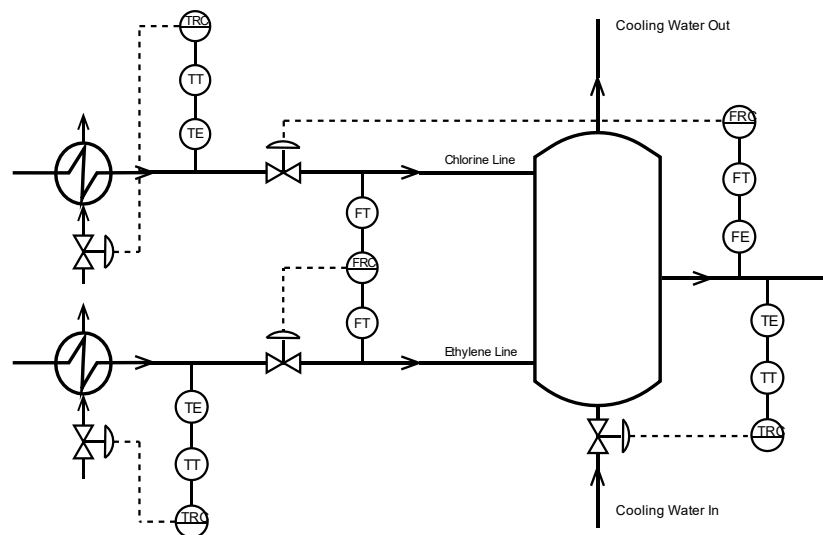 TRC
Cooling Water Out
TT
FRC
TE
Chlorine Line
FT
FT
FE
FRC
TE
FT
Ethylene Line
TT
TE
TRC
TT
Cooling Water In
TRC